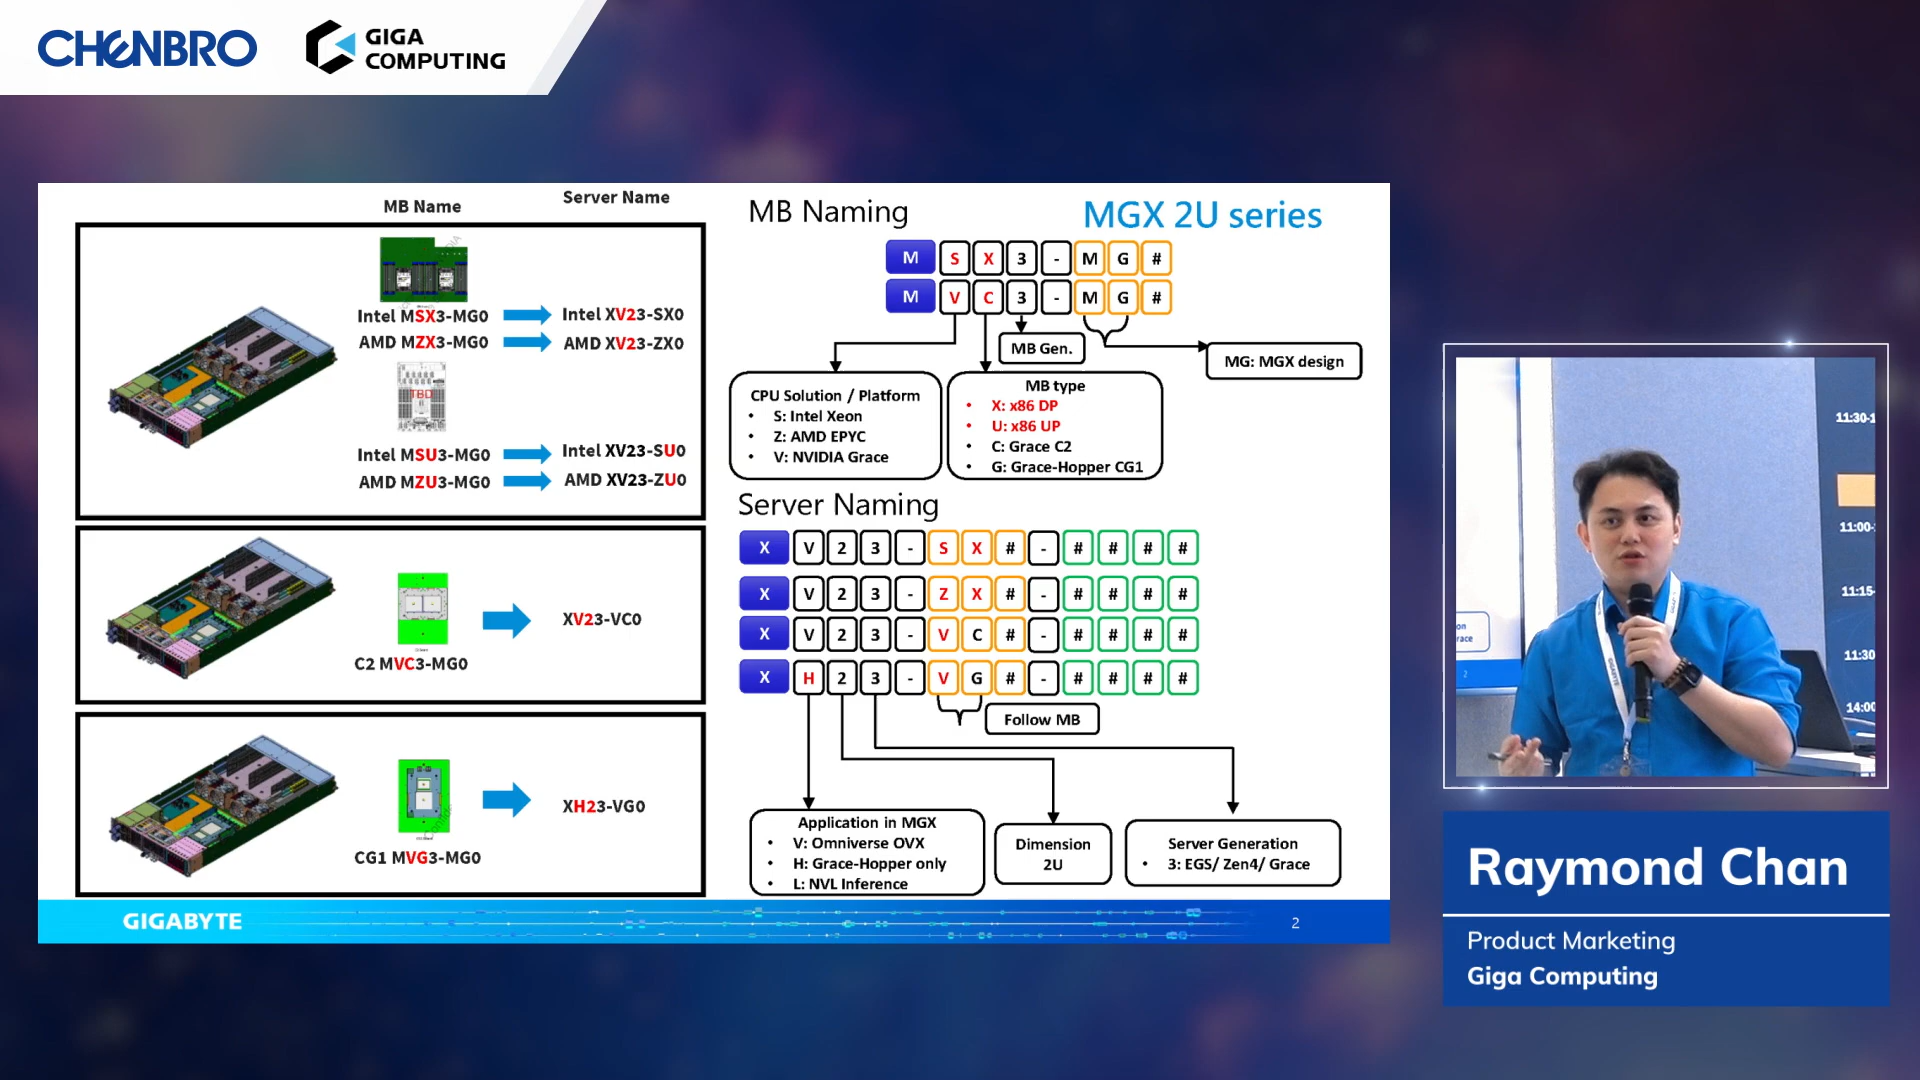 CHENBRO
GIGA
COMPUTING
MB Name
Server Name
Intel MSX3-MG0
Intel XV23-SX0
AMD MZX3-MG0
AMD XV23-ZX0
TBD
Intel MSU3-MG0
Intel XV23-SU0
AMD MZU3-MG0
AMD XV23-ZU0
XV23-VC0
C2 MVC3-MG0
XH23-VG0
CG1 MVG3-MG0
MB Naming
MGX 2U series
M S X 3 - M G #
M V C 3 - M G #
MB Gen.
MG: MGX design
CPU Solution / Platform
• S: Intel Xeon
• Z: AMD EPYC
• V: NVIDIA Grace
MB type
• X: x86 DP
• U: x86 UP
• C: Grace C2
• G: Grace-Hopper CG1
Server Naming
X V 2 3 - S X # - # # # #
X V 2 3 - Z X # - # # # #
X V 2 3 - V C # - # # # #
X H 2 3 - V G # - # # # #
Follow MB
Application in MGX
• V: Omniverse OVX
• H: Grace-Hopper only
• L: NVL Inference
Dimension
2U
Server Generation
• 3: EGS/ Zen4/ Grace
GIGABYTE
2
11:30-1
11:00-
11:15-
11:30
14:00
2
Raymond Chan
Product Marketing
Giga Computing